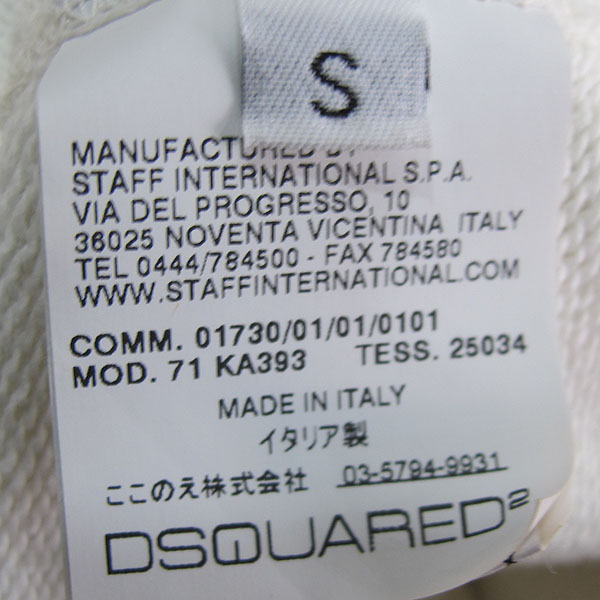 S
MANUFACTURED BY
STAFF INTERNATIONAL S.P.A.
VIA DEL PROGRESSO, 10
36025 NOVENTA VICENTINA ITALY
TEL 0444/784500 - FAX 784580
WWW.STAFFINTERNATIONAL.COM
COMM. 01730/01/01/0101
MOD. 71 KA393 TESS. 25034
MADE IN ITALY
イタリア製
ここのえ株式会社 03-5794-9931
DSQUARED²